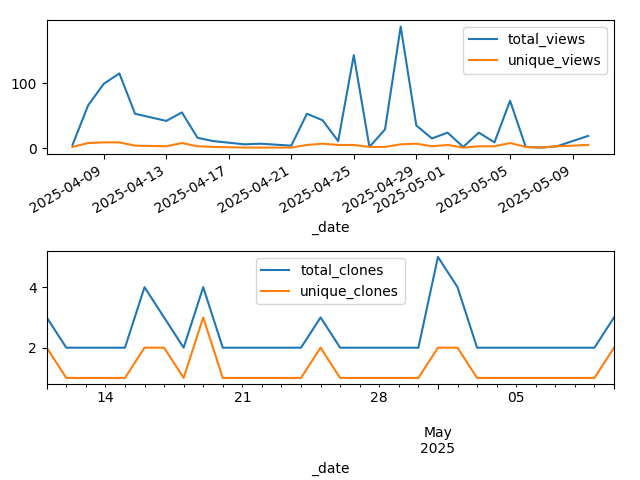 total_views
unique_views
100
0
2025-04-09
2025-04-13
2025-04-17
2025-04-21
2025-04-25
2025-04-29
2025-05-01
2025-05-05
2025-05-09
_date
total_clones
unique_clones
4
2
14
21
28
05
May
2025
_date